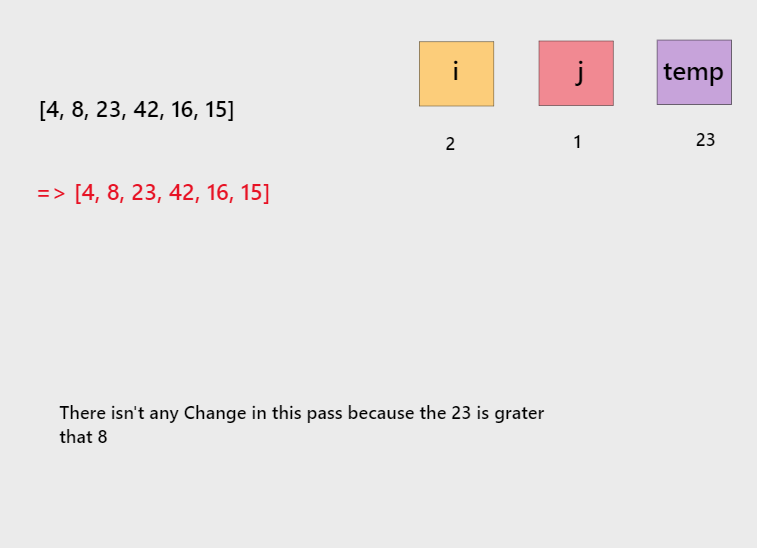 i
j
temp
[4, 8, 23, 42, 16, 15]
2
1
23
=> [4, 8, 23, 42, 16, 15]
There isn't any Change in this pass because the 23 is grater
that 8